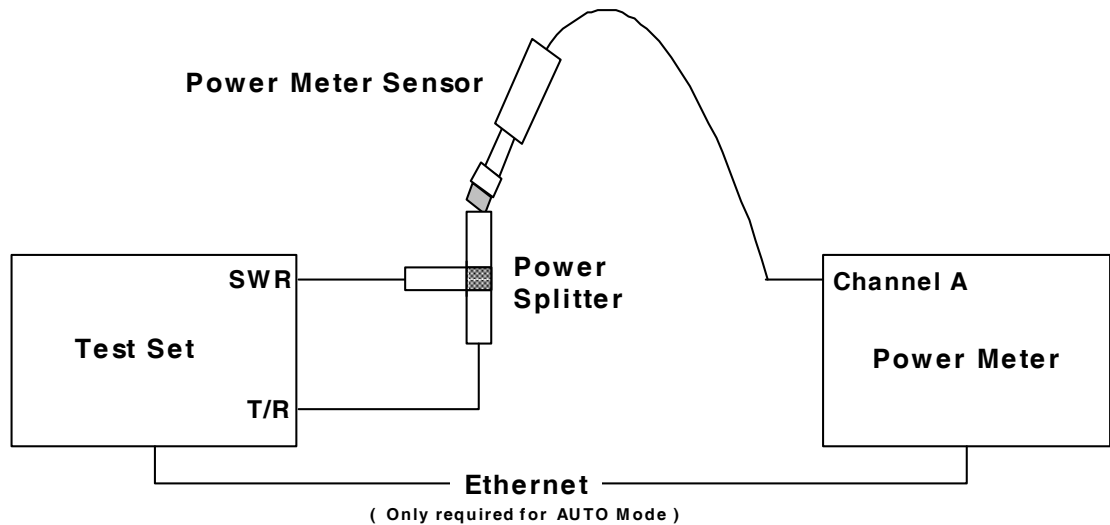 Power Meter Sensor
SWR
Power
Splitter
Channel A
Test Set
Power Meter
T/R
Ethernet
( Only required for AUTO Mode )